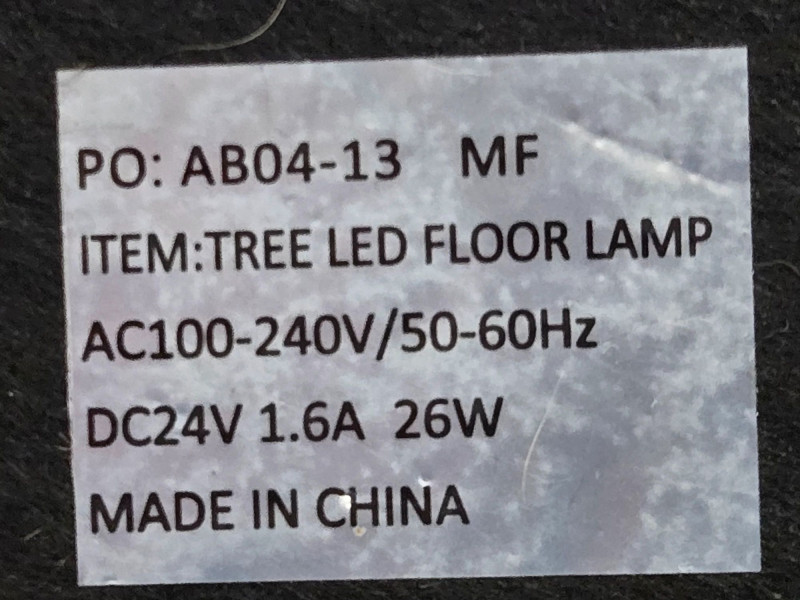 PO: AB04-13 MF
ITEM:TREE LED FLOOR LAMP
AC100-240V/50-60Hz
DC24V 1.6A 26W
MADE IN CHINA